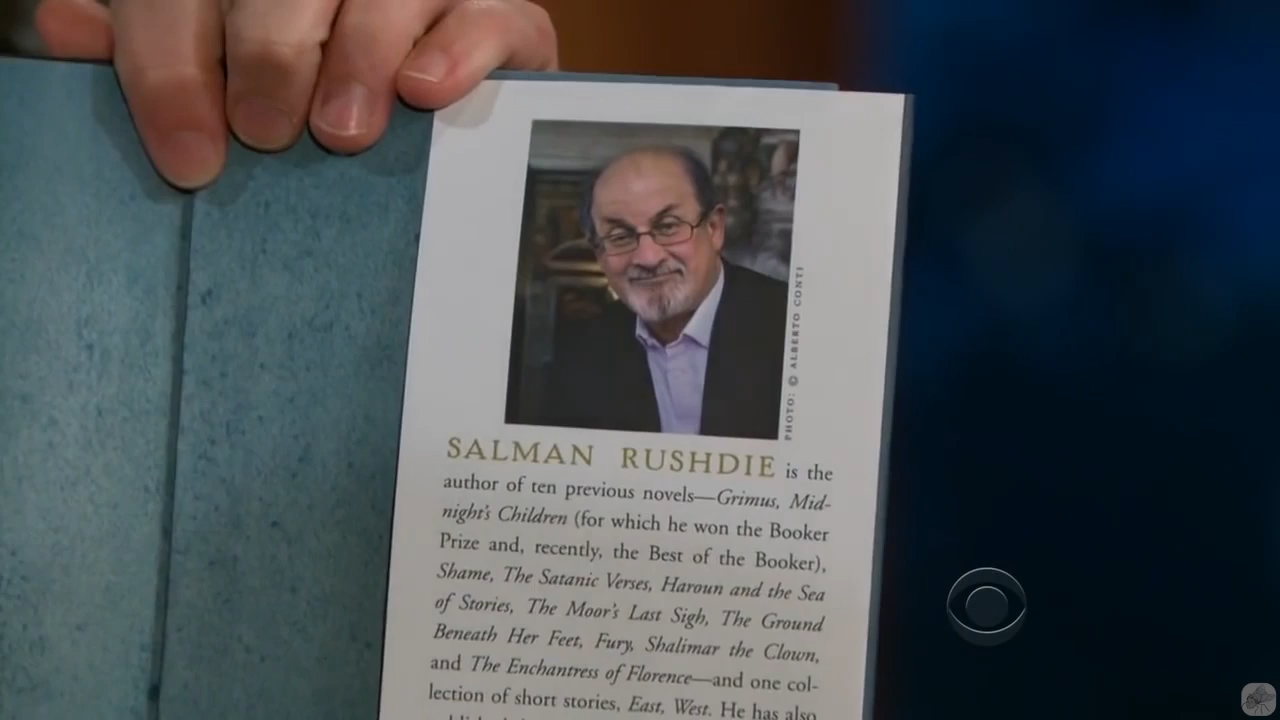 PHOTO: © ALBERTO CONTI
SALMAN RUSHDIE is the
author of ten previous novels—Grimus, Mid-
night's Children (for which he won the Booker
Prize and, recently, the Best of the Booker),
Shame, The Satanic Verses, Haroun and the Sea
of Stories, The Moor's Last Sigh, The Ground
Beneath Her Feet, Fury, Shalimar the Clown,
and The Enchantress of Florence—and one col-
lection of short stories, East, West. He has also